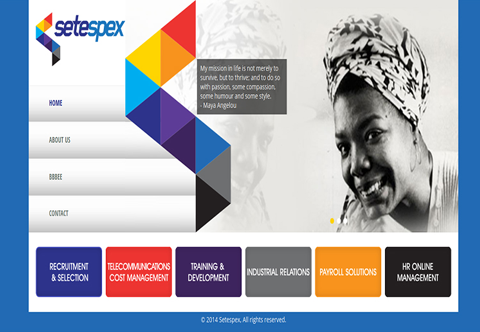 setespex
My mission in life is not merely to
survive, but to thrive; and to do so
with passion, some compassion,
some humour and some style.
- Maya Angelou
HOME
ABOUT US
BBBEE
CONTACT
RECRUITMENT
& SELECTION
TELECOMMUNICATIONS
COST MANAGEMENT
TRAINING &
DEVELOPMENT
INDUSTRIAL RELATIONS
PAYROLL SOLUTIONS
HR ONLINE
MANAGEMENT
© 2014 Setespex, All rights reserved.